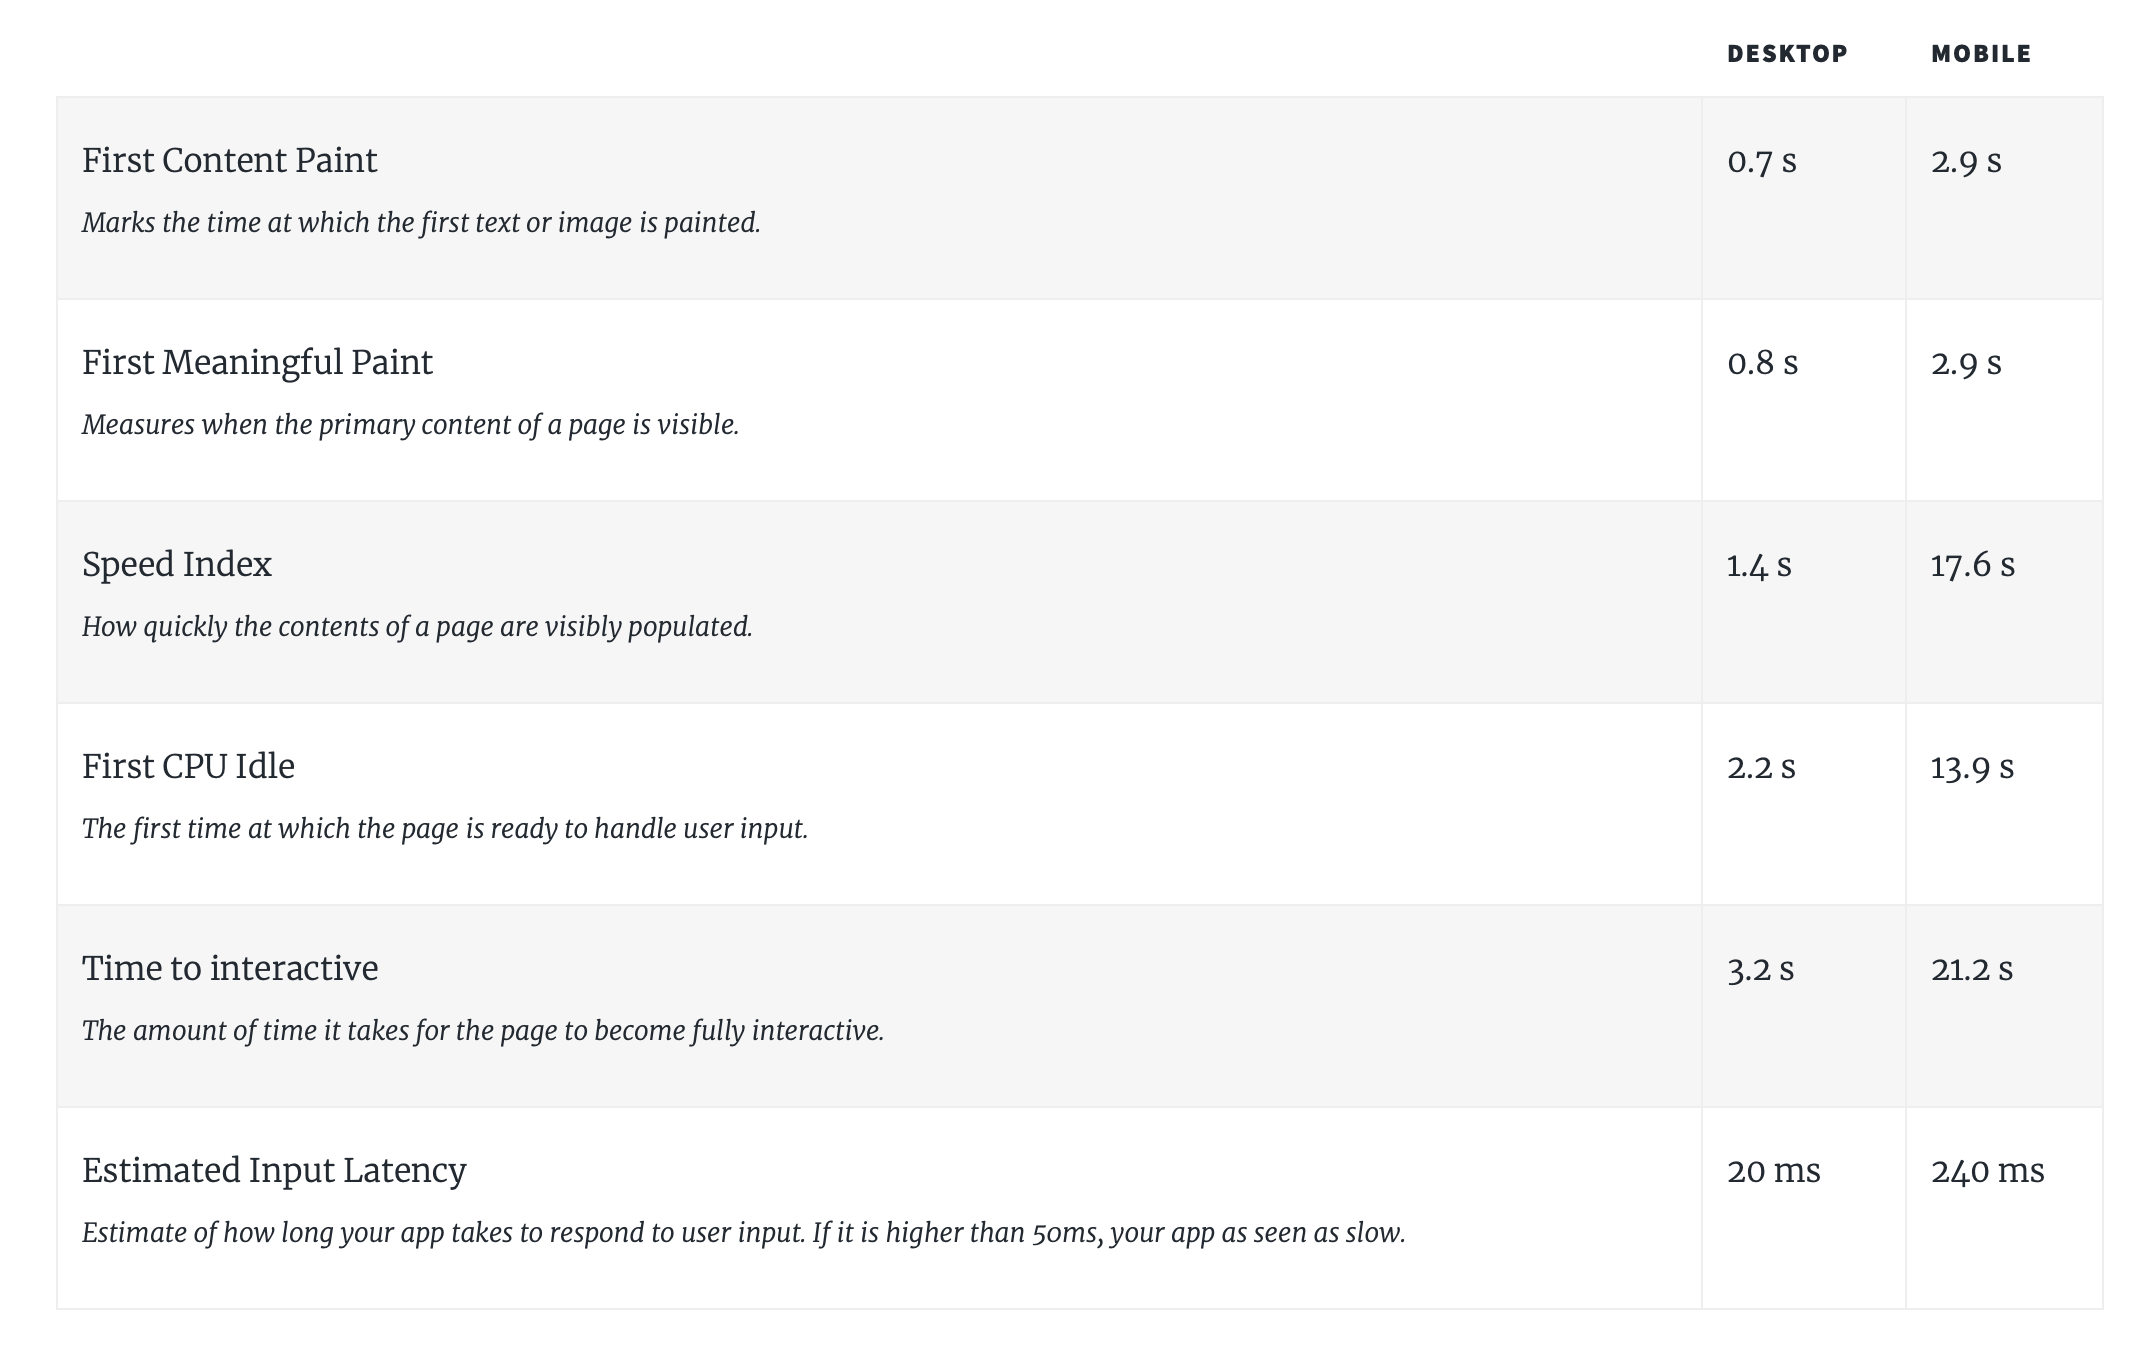 DESKTOP MOBILE
First Content Paint 0.7 s 2.9 s
Marks the time at which the first text or image is painted.
First Meaningful Paint 0.8 s 2.9 s
Measures when the primary content of a page is visible.
Speed Index 1.4 s 17.6 s
How quickly the contents of a page are visibly populated.
First CPU Idle 2.2 s 13.9 s
The first time at which the page is ready to handle user input.
Time to interactive 3.2 s 21.2 s
The amount of time it takes for the page to become fully interactive.
Estimated Input Latency 20 ms 240 ms
Estimate of how long your app takes to respond to user input. If it is higher than 50ms, your app as seen as slow.